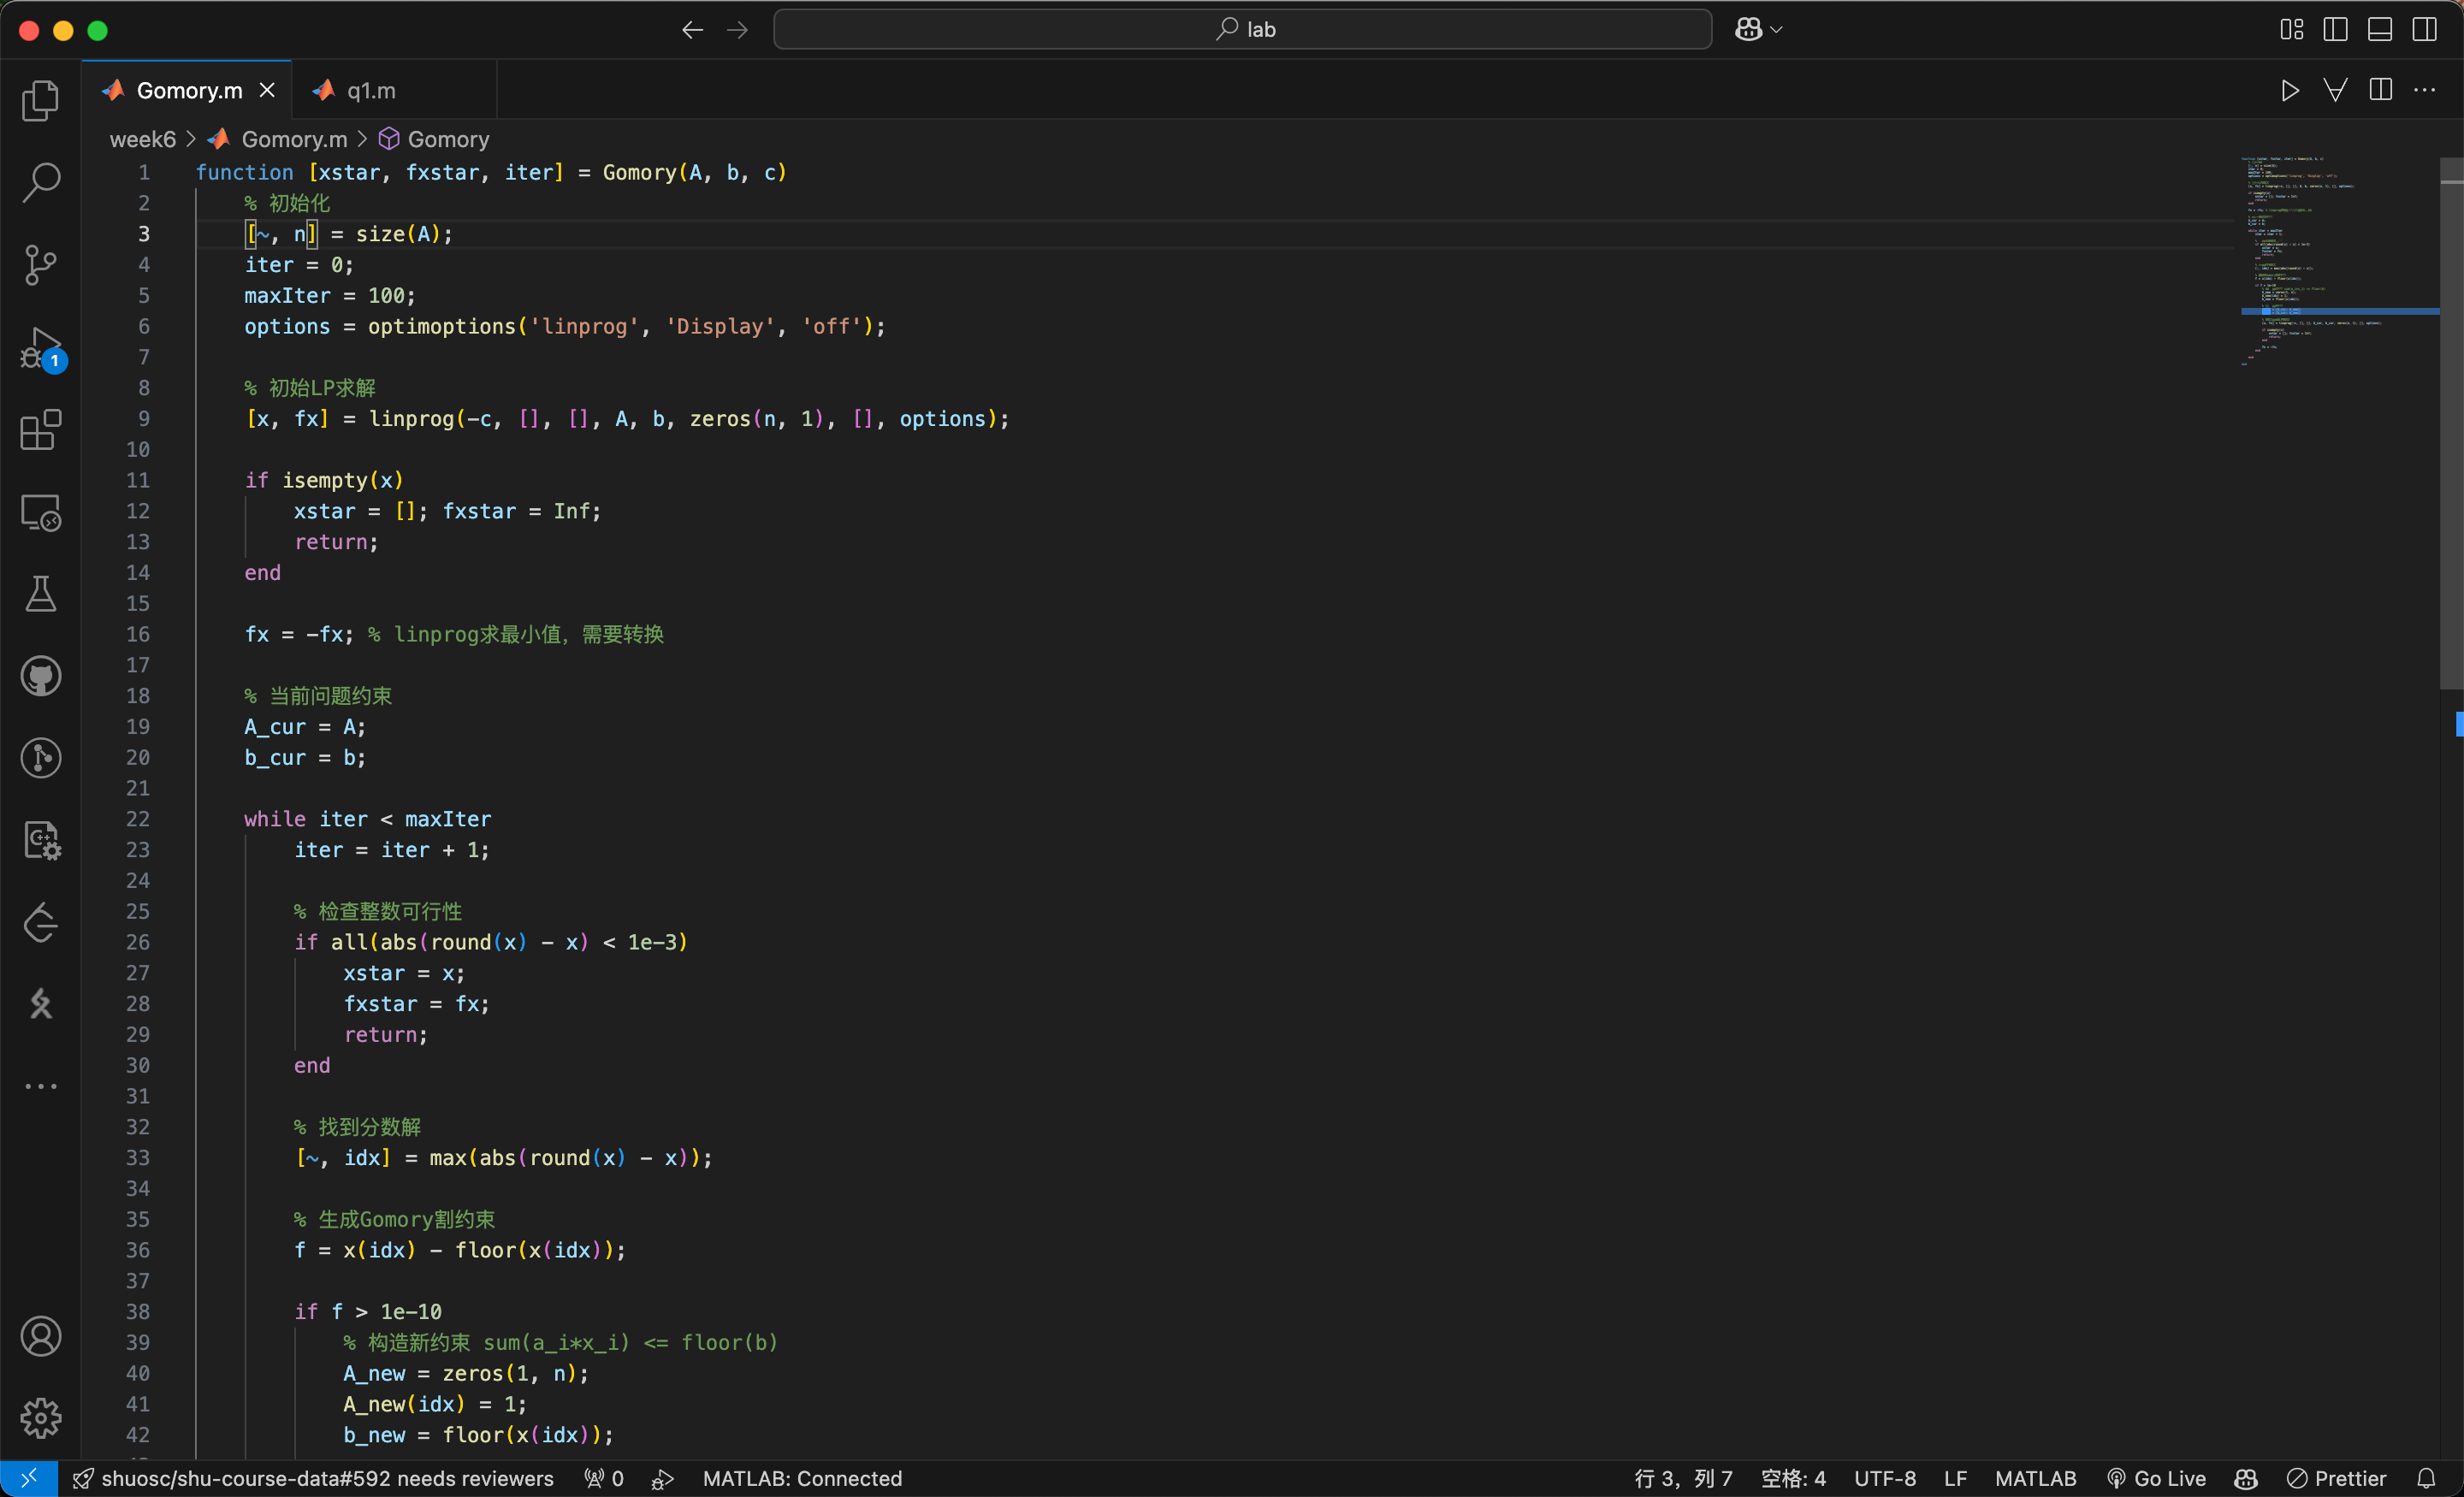 lab
Gomory.m
q1.m
week6 > Gomory.m > Gomory
1 function [xstar, fxstar, iter] = Gomory(A, b, c)
2 % 初始化
3 [~, n] = size(A);
4 iter = 0;
5 maxIter = 100;
6 options = optimoptions('linprog', 'Display', 'off');
7
8 % 初始LP求解
9 [x, fx] = linprog(-c, [], [], A, b, zeros(n, 1), [], options);
10
11 if isempty(x)
12 xstar = []; fxstar = Inf;
13 return;
14 end
15
16 fx = -fx; % linprog求最小值，需要转换
17
18 % 当前问题约束
19 A_cur = A;
20 b_cur = b;
21
22 while iter < maxIter
23 iter = iter + 1;
24
25 % 检查整数可行性
26 if all(abs(round(x) - x) < 1e-3)
27 xstar = x;
28 fxstar = fx;
29 return;
30 end
31
32 % 找到分数解
33 [~, idx] = max(abs(round(x) - x));
34
35 % 生成Gomory割约束
36 f = x(idx) - floor(x(idx));
37
38 if f > 1e-10
39 % 构造新约束 sum(a_i*x_i) <= floor(b)
40 A_new = zeros(1, n);
41 A_new(idx) = 1;
42 b_new = floor(x(idx));
1
shuosc/shu-course-data#592 needs reviewers 0 MATLAB: Connected 行 3，列 7 空格: 4 UTF-8 LF MATLAB Go Live Prettier